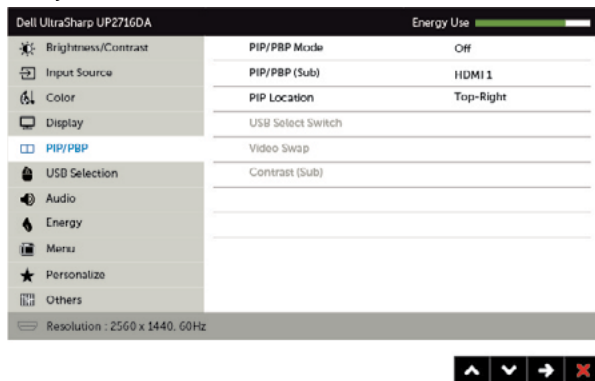 Dell UltraSharp UP2716DA Energy Use
Brightness/Contrast PIP/PBP Mode Off
Input Source PIP/PBP (Sub) HDMI 1
Color PIP Location Top-Right
Display USB Select Switch
PIP/PBP Video Swap
USB Selection Contrast (Sub)
Audio
Energy
Menu
Personalize
Others
Resolution : 2560 x 1440, 60Hz